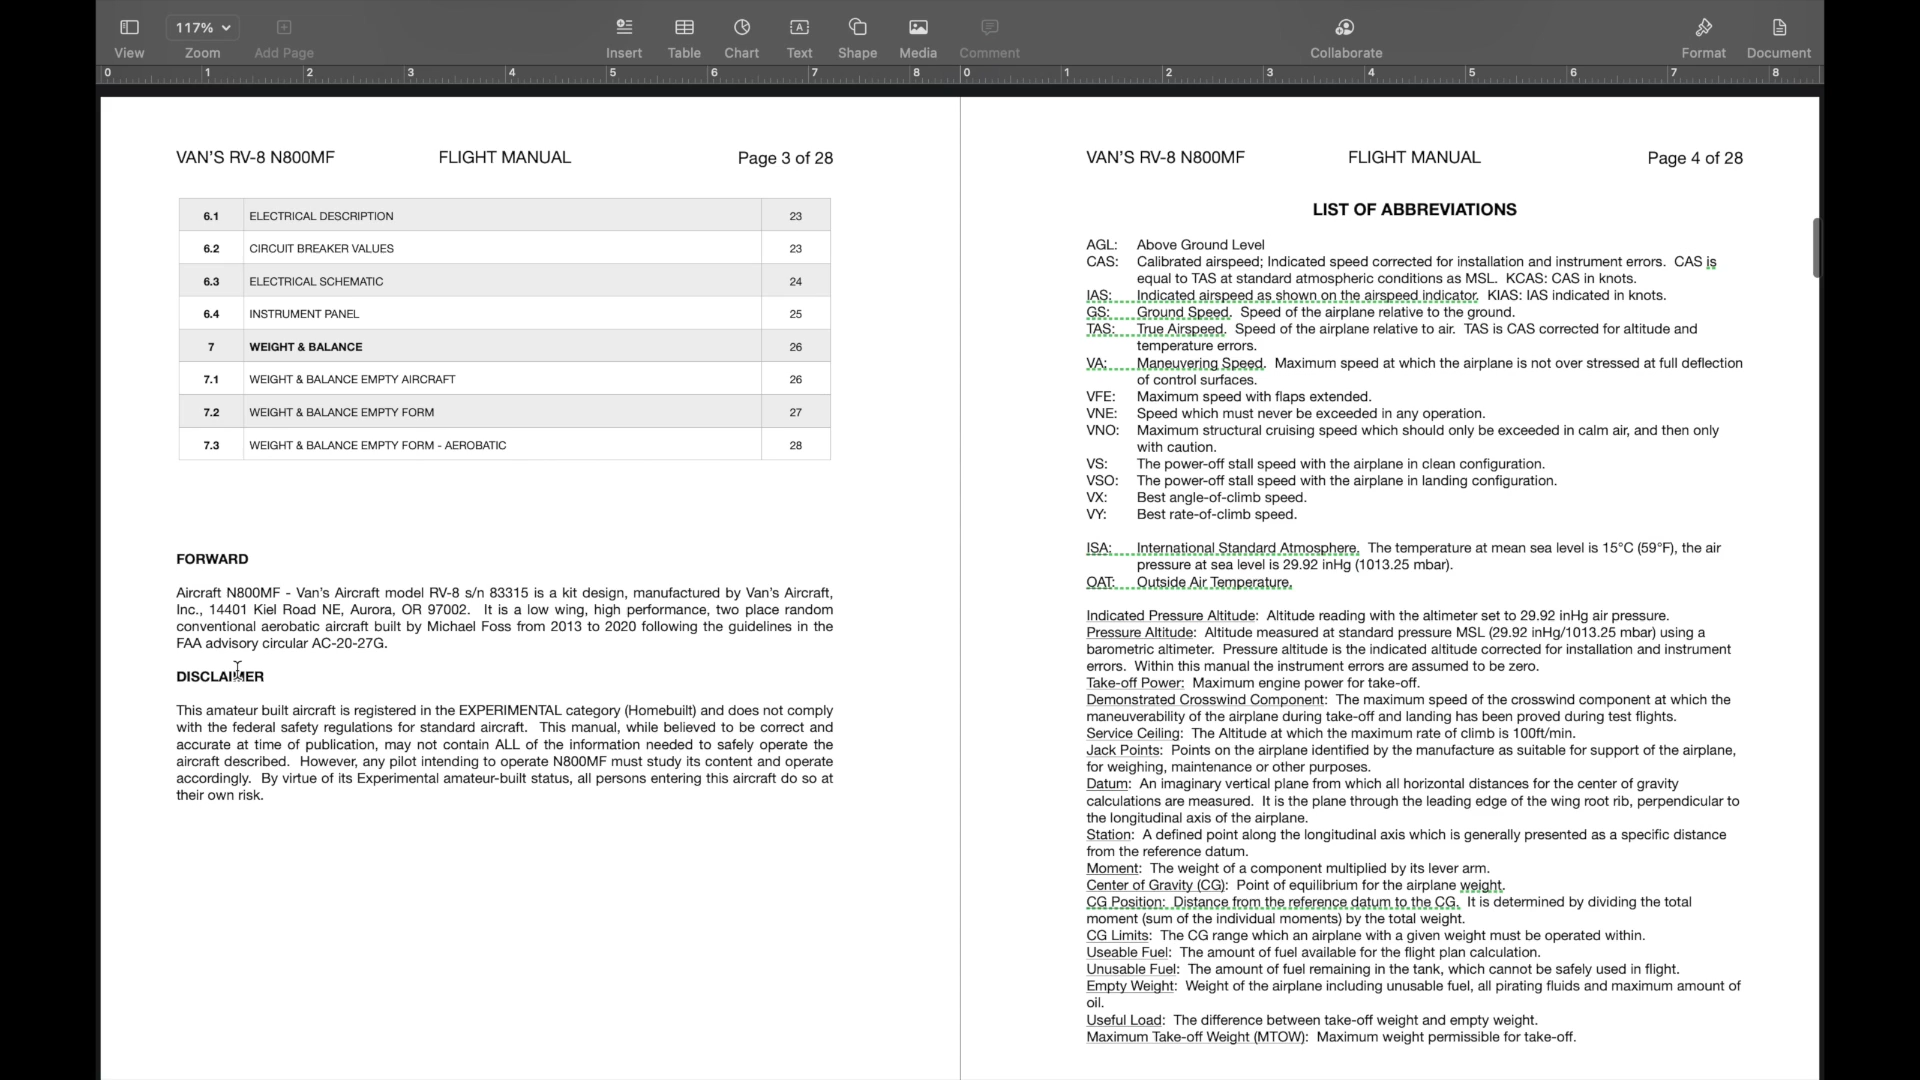 View
117%
Zoom
Add Page
Insert
Table
Chart
Text
Shape
Media
Comment
Collaborate
Format
Document
0 1 2 3 4 5 6 7 8 0 1 2 3 4 5 6 7 8
VAN'S RV-8 N800MF FLIGHT MANUAL Page 3 of 28
6.1 ELECTRICAL DESCRIPTION 23
6.2 CIRCUIT BREAKER VALUES 23
6.3 ELECTRICAL SCHEMATIC 24
6.4 INSTRUMENT PANEL 25
7 WEIGHT & BALANCE 26
7.1 WEIGHT & BALANCE EMPTY AIRCRAFT 26
7.2 WEIGHT & BALANCE EMPTY FORM 27
7.3 WEIGHT & BALANCE EMPTY FORM - AEROBATIC 28
FORWARD
Aircraft N800MF - Van's Aircraft model RV-8 s/n 83315 is a kit design, manufactured by Van's Aircraft,
Inc., 14401 Kiel Road NE, Aurora, OR 97002. It is a low wing, high performance, two place random
conventional aerobatic aircraft built by Michael Foss from 2013 to 2020 following the guidelines in the
FAA advisory circular AC-20-27G.
DISCLAIMER
This amateur built aircraft is registered in the EXPERIMENTAL category (Homebuilt) and does not comply
with the federal safety regulations for standard aircraft. This manual, while believed to be correct and
accurate at time of publication, may not contain ALL of the information needed to safely operate the
aircraft described. However, any pilot intending to operate N800MF must study its content and operate
accordingly. By virtue of its Experimental amateur-built status, all persons entering this aircraft do so at
their own risk.
VAN'S RV-8 N800MF FLIGHT MANUAL Page 4 of 28
LIST OF ABBREVIATIONS
AGL: Above Ground Level
CAS: Calibrated airspeed; Indicated speed corrected for installation and instrument errors. CAS is
equal to TAS at standard atmospheric conditions as MSL. KCAS: CAS in knots.
IAS: Indicated airspeed as shown on the airspeed indicator. KIAS: IAS indicated in knots.
GS: Ground Speed. Speed of the airplane relative to the ground.
TAS: True Airspeed. Speed of the airplane relative to air. TAS is CAS corrected for altitude and
temperature errors.
VA: Maneuvering Speed. Maximum speed at which the airplane is not over stressed at full deflection
of control surfaces.
VFE: Maximum speed with flaps extended.
VNE: Speed which must never be exceeded in any operation.
VNO: Maximum structural cruising speed which should only be exceeded in calm air, and then only
with caution.
VS: The power-off stall speed with the airplane in clean configuration.
VSO: The power-off stall speed with the airplane in landing configuration.
VX: Best angle-of-climb speed.
VY: Best rate-of-climb speed.
ISA: International Standard Atmosphere. The temperature at mean sea level is 15°C (59°F), the air
pressure at sea level is 29.92 inHg (1013.25 mbar).
OAT: Outside Air Temperature.
Indicated Pressure Altitude: Altitude reading with the altimeter set to 29.92 inHg air pressure.
Pressure Altitude: Altitude measured at standard pressure MSL (29.92 inHg/1013.25 mbar) using a
barometric altimeter. Pressure altitude is the indicated altitude corrected for installation and instrument
errors. Within this manual the instrument errors are assumed to be zero.
Take-off Power: Maximum engine power for take-off.
Demonstrated Crosswind Component: The maximum speed of the crosswind component at which the
maneuverability of the airplane during take-off and landing has been proved during test flights.
Service Ceiling: The Altitude at which the maximum rate of climb is 100ft/min.
Jack Points: Points on the airplane identified by the manufacture as suitable for support of the airplane,
for weighing, maintenance or other purposes.
Datum: An imaginary vertical plane from which all horizontal distances for the center of gravity
calculations are measured. It is the plane through the leading edge of the wing root rib, perpendicular to
the longitudinal axis of the airplane.
Station: A defined point along the longitudinal axis which is generally presented as a specific distance
from the reference datum.
Moment: The weight of a component multiplied by its lever arm.
Center of Gravity (CG): Point of equilibrium for the airplane weight.
CG Position: Distance from the reference datum to the CG. It is determined by dividing the total
moment (sum of the individual moments) by the total weight.
CG Limits: The CG range which an airplane with a given weight must be operated within.
Useable Fuel: The amount of fuel available for the flight plan calculation.
Unusable Fuel: The amount of fuel remaining in the tank, which cannot be safely used in flight.
Empty Weight: Weight of the airplane including unusable fuel, all pirating fluids and maximum amount of
oil.
Useful Load: The difference between take-off weight and empty weight.
Maximum Take-off Weight (MTOW): Maximum weight permissible for take-off.